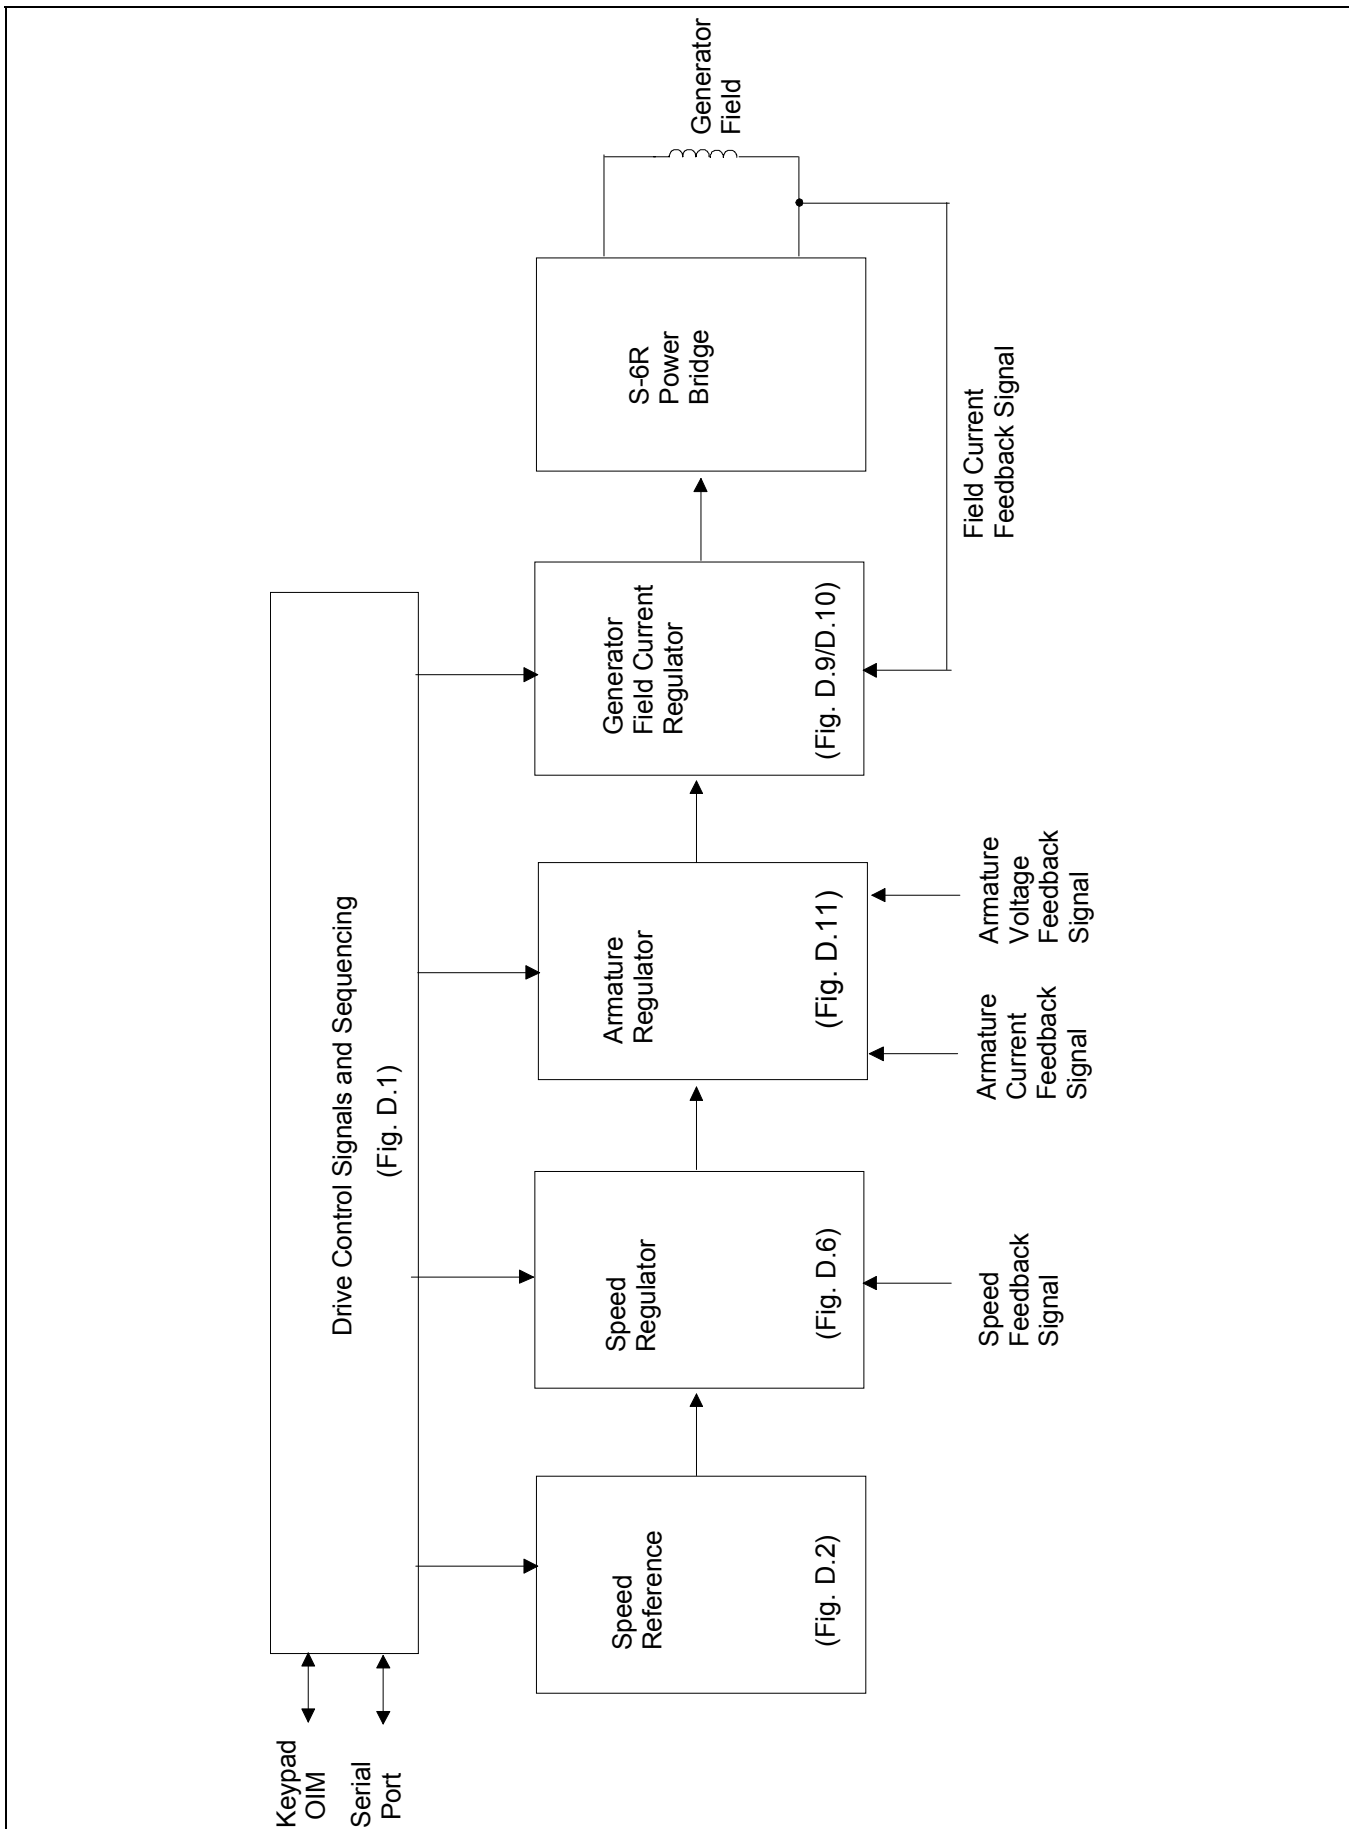 Keypad
OIM
Serial
Port
Drive Control Signals and Sequencing
(Fig. D.1)
Speed
Reference
(Fig. D.2)
Speed
Regulator
(Fig. D.6)
Armature
Regulator
(Fig. D.11)
Generator
Field Current
Regulator
(Fig. D.9/D.10)
S-6R
Power
Bridge
Generator
Field
Speed
Feedback
Signal
Armature
Current
Feedback
Signal
Armature
Voltage
Feedback
Signal
Field Current
Feedback Signal